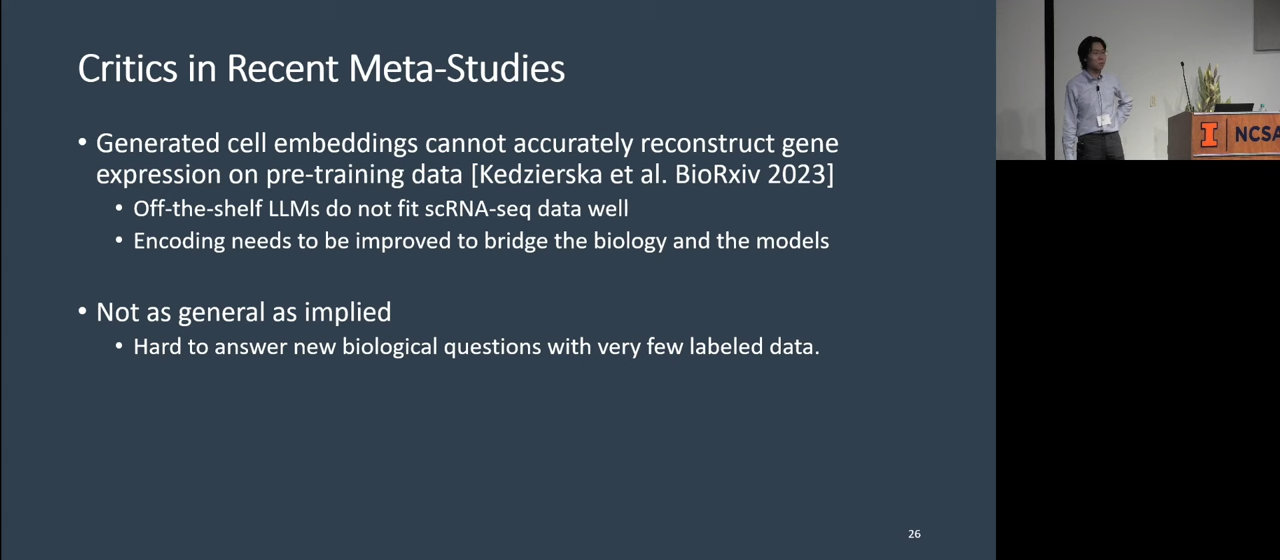 Critics in Recent Meta-Studies
• Generated cell embeddings cannot accurately reconstruct gene
expression on pre-training data [Kedzierska et al. BioRxiv 2023]
• Off-the-shelf LLMs do not fit scRNA-seq data well
• Encoding needs to be improved to bridge the biology and the models
• Not as general as implied
• Hard to answer new biological questions with very few labeled data.
26
I NCSA